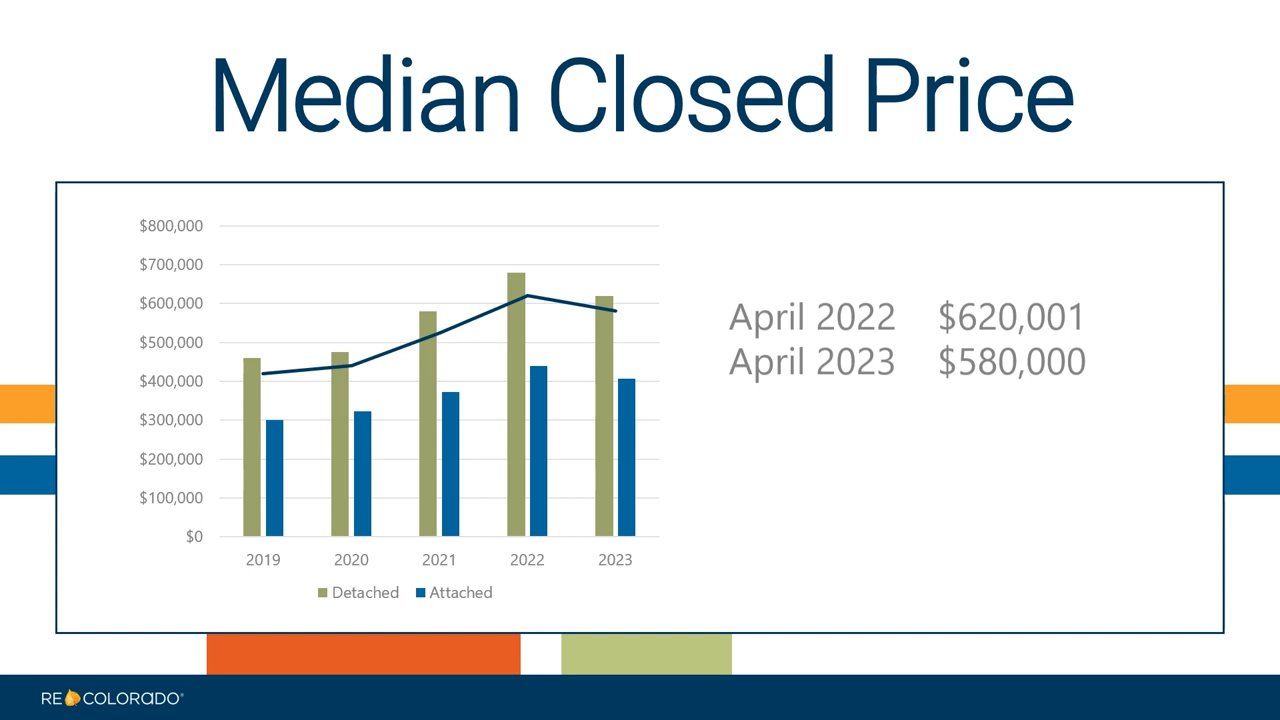 Median Closed Price
$800,000
$700,000
$600,000
$500,000
$400,000
$300,000
$200,000
$100,000
$0
2019 2020 2021 2022 2023
Detached Attached
April 2022 $620,001
April 2023 $580,000
RE COLORADO®